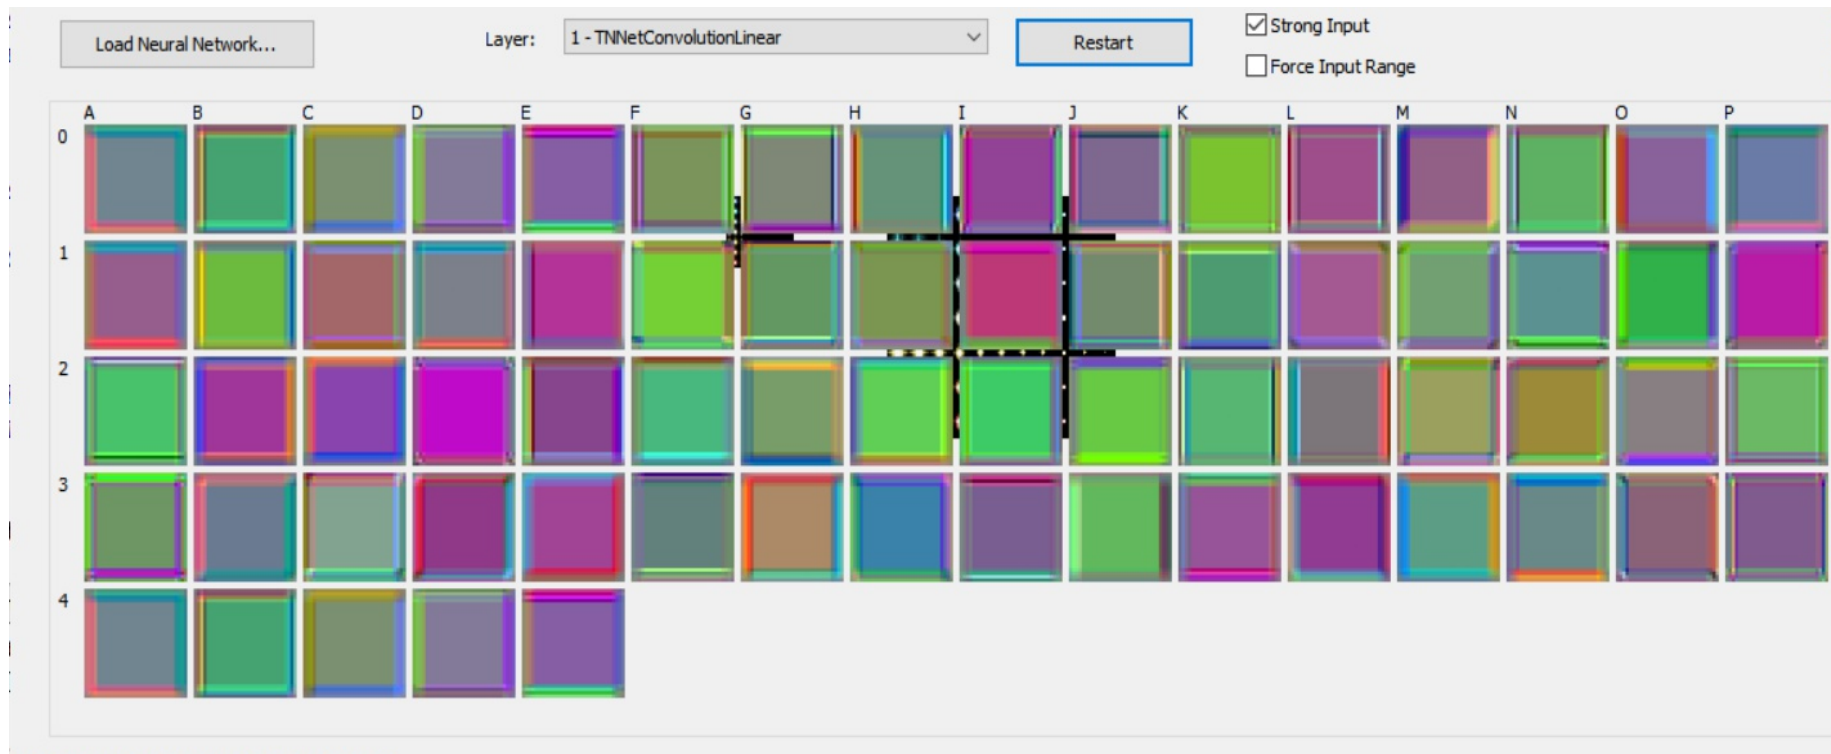 Load Neural Network... Layer: 1 - TNNetConvolutionLinear Restart Strong Input
Force Input Range
A B C D E F G H I J K L M N O P
0
1
2
3
4